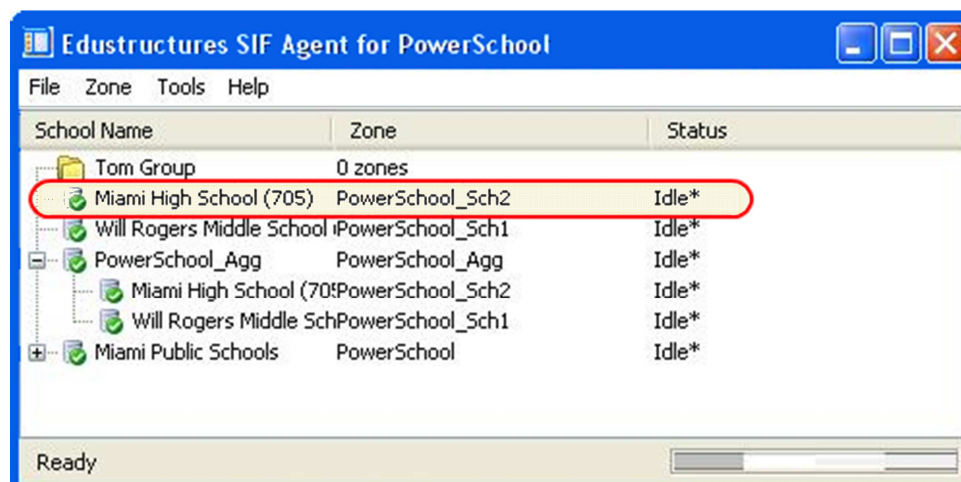 Edustructures SIF Agent for PowerSchool
File Zone Tools Help
School Name Zone Status
Tom Group 0 zones
Miami High School (705) PowerSchool_Sch2 Idle*
Will Rogers Middle School PowerSchool_Sch1 Idle*
PowerSchool_Agg PowerSchool_Agg Idle*
Miami High School (705 PowerSchool_Sch2 Idle*
Will Rogers Middle Sch PowerSchool_Sch1 Idle*
Miami Public Schools PowerSchool Idle*
Ready